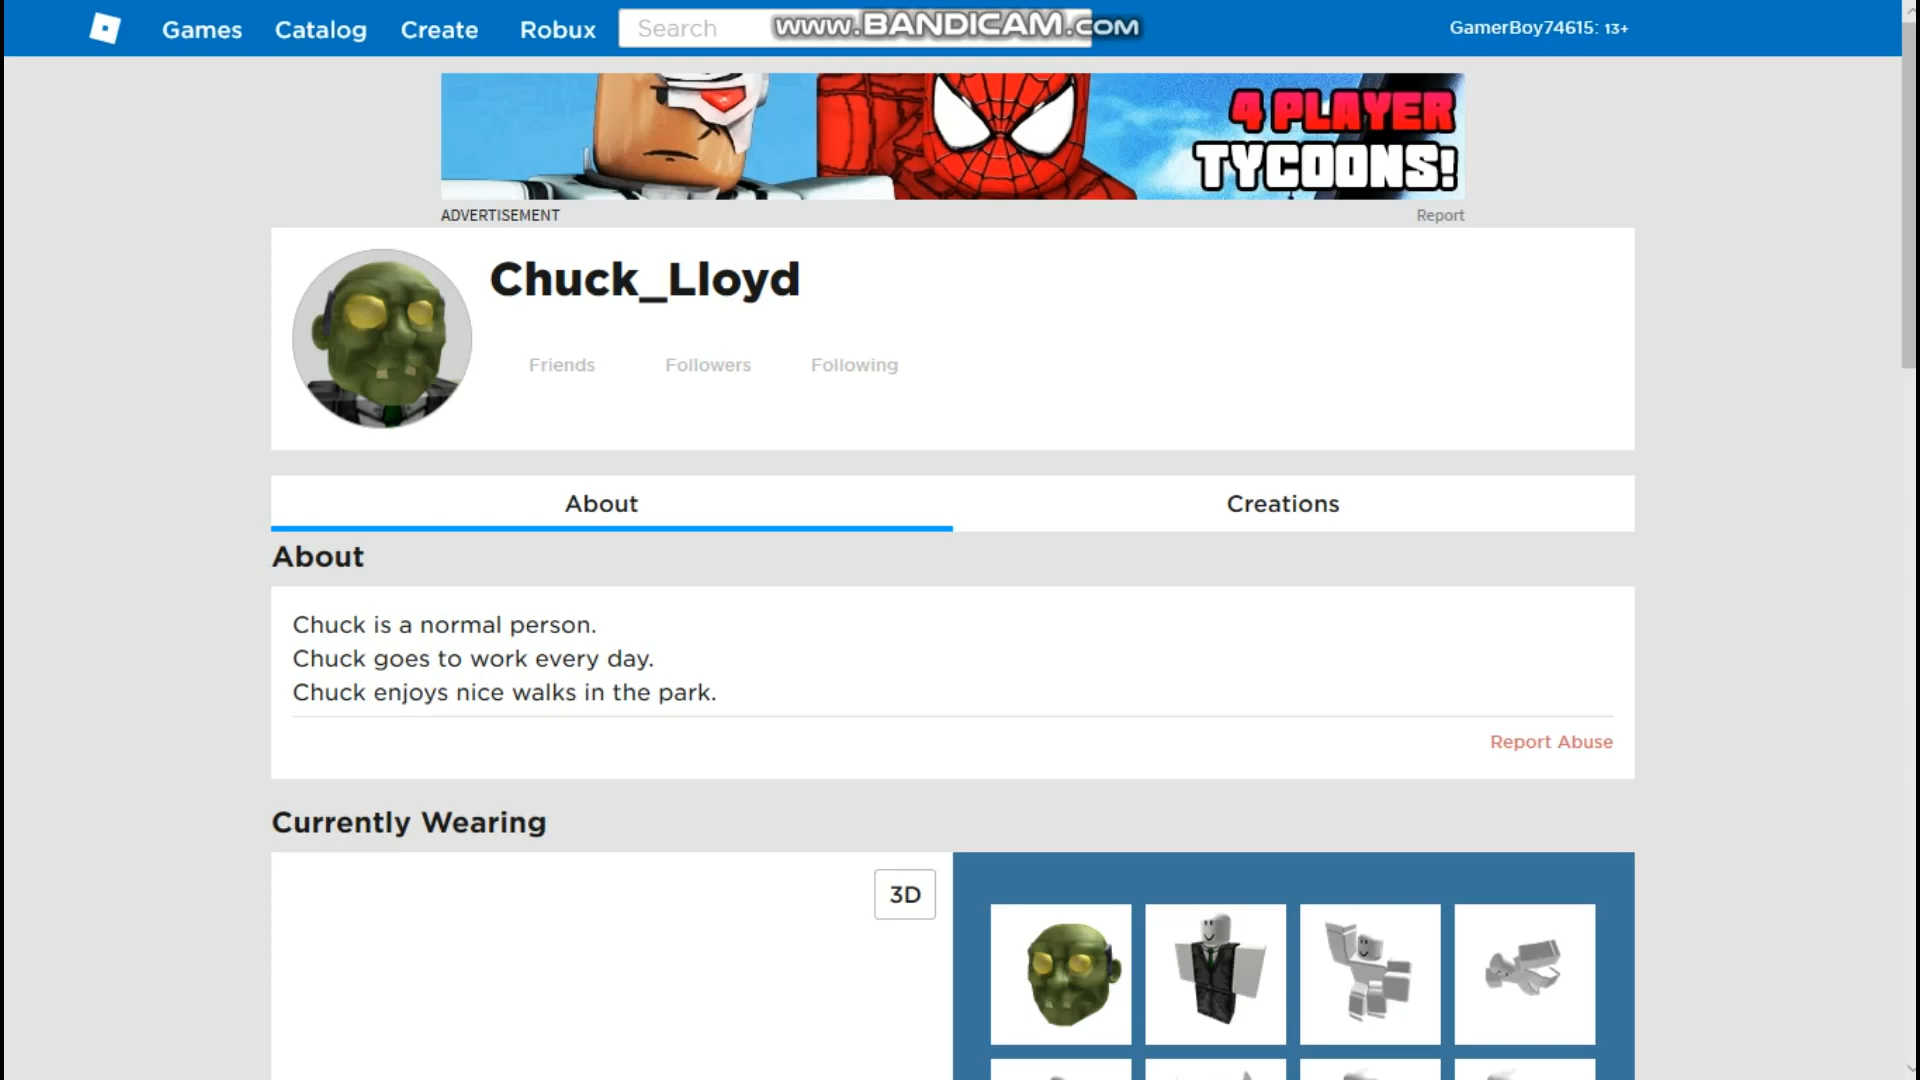 Games
Catalog
Create
Robux
Search
www.BANDICAM.COM
GamerBoy74615: 13+
4 PLAYER
TYCOONS!
ADVERTISEMENT
Report
Chuck_Lloyd
Friends
Followers
Following
About
Creations
About
Chuck is a normal person.
Chuck goes to work every day.
Chuck enjoys nice walks in the park.
Report Abuse
Currently Wearing
3D